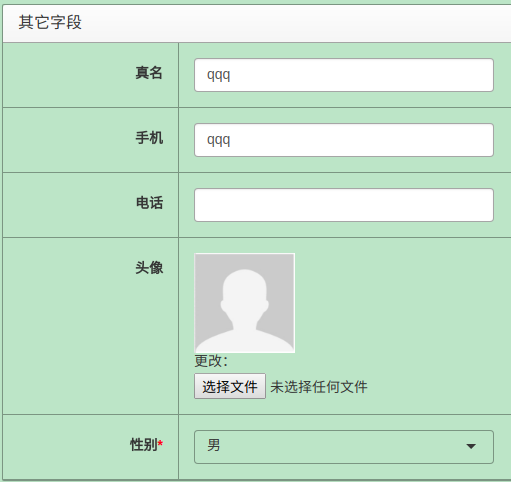 其它字段
真名 qqq
手机 qqq
电话
头像
更改：
选择文件 未选择任何文件
性别* 男